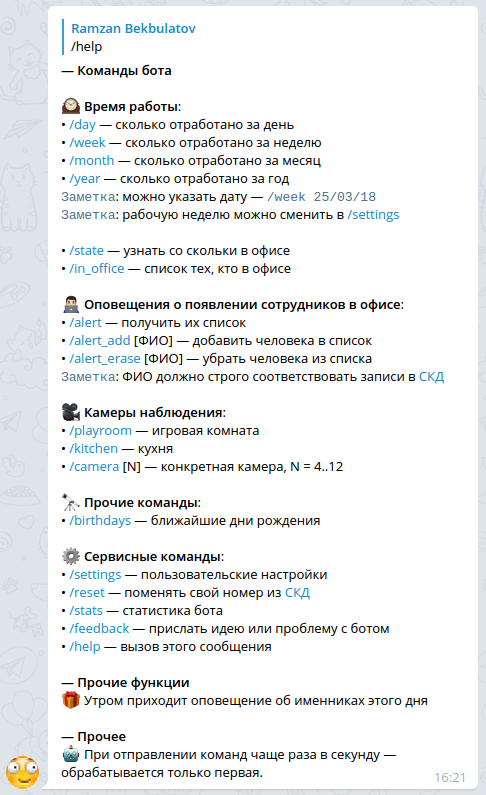 Ramzan Bekbulatov
/help
— Команды бота
Время работы:
• /day — сколько отработано за день
• /week — сколько отработано за неделю
• /month — сколько отработано за месяц
• /year — сколько отработано за год
Заметка: можно указать дату — /week 25/03/18
Заметка: рабочую неделю можно сменить в /settings
• /state — узнать со скольки в офисе
• /in_office — список тех, кто в офисе
Оповещения о появлении сотрудников в офисе:
• /alert — получить их список
• /alert_add [ФИО] — добавить человека в список
• /alert_erase [ФИО] — убрать человека из списка
Заметка: ФИО должно строго соответствовать записи в СКД
Камеры наблюдения:
• /playroom — игровая комната
• /kitchen — кухня
• /camera [N] — конкретная камера, N = 4..12
Прочие команды:
• /birthdays — ближайшие дни рождения
Сервисные команды:
• /settings — пользовательские настройки
• /reset — поменять свой номер из СКД
• /stats — статистика бота
• /feedback — прислать идею или проблему с ботом
• /help — вызов этого сообщения
— Прочие функции
Утром приходит оповещение об именниках этого дня
— Прочее
При отправлении команд чаще раза в секунду —
обрабатывается только первая.
16:21